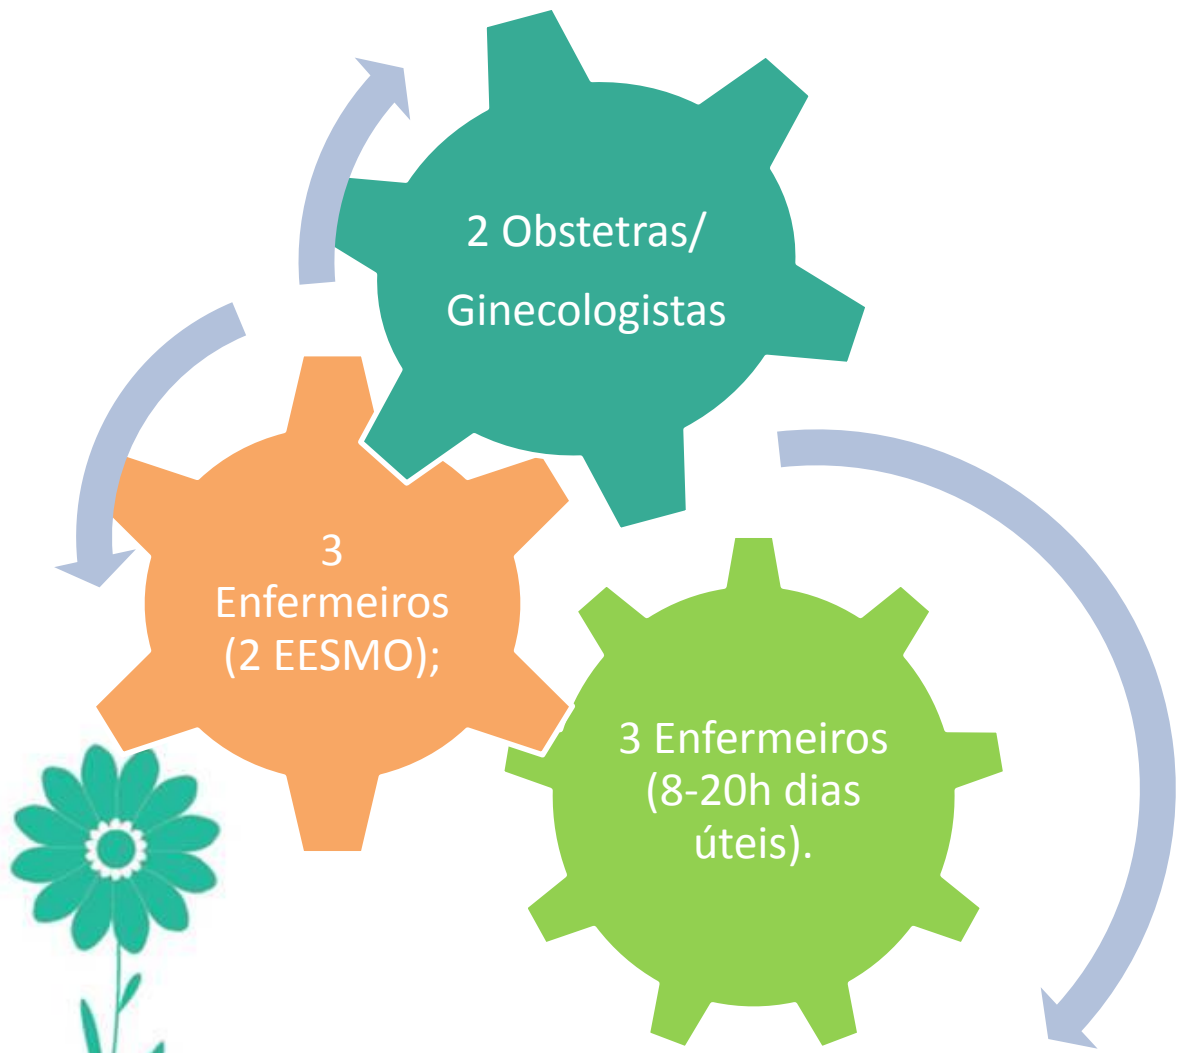 2 Obstetras/
Ginecologistas
3
Enfermeiros
(2 EESMO);
3 Enfermeiros
(8-20h dias
úteis).